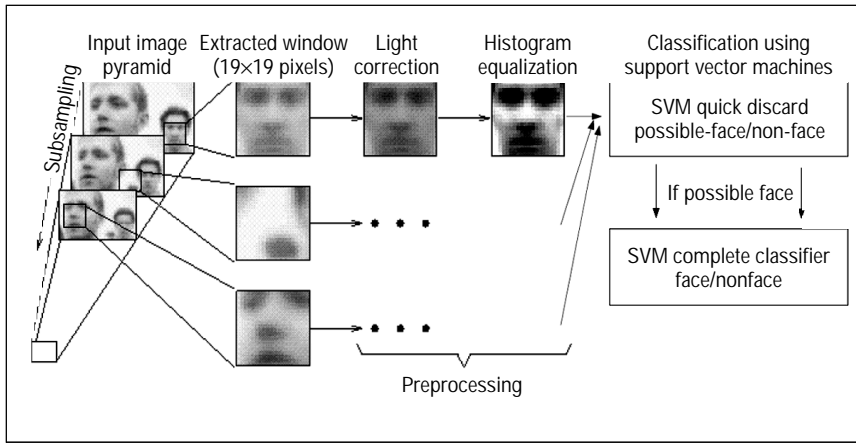 Input image
pyramid
Extracted window
(19×19 pixels)
Light
correction
Histogram
equalization
Classification using
support vector machines
Subsampling
SVM quick discard
possible-face/non-face
If possible face
SVM complete classifier
face/nonface
Preprocessing